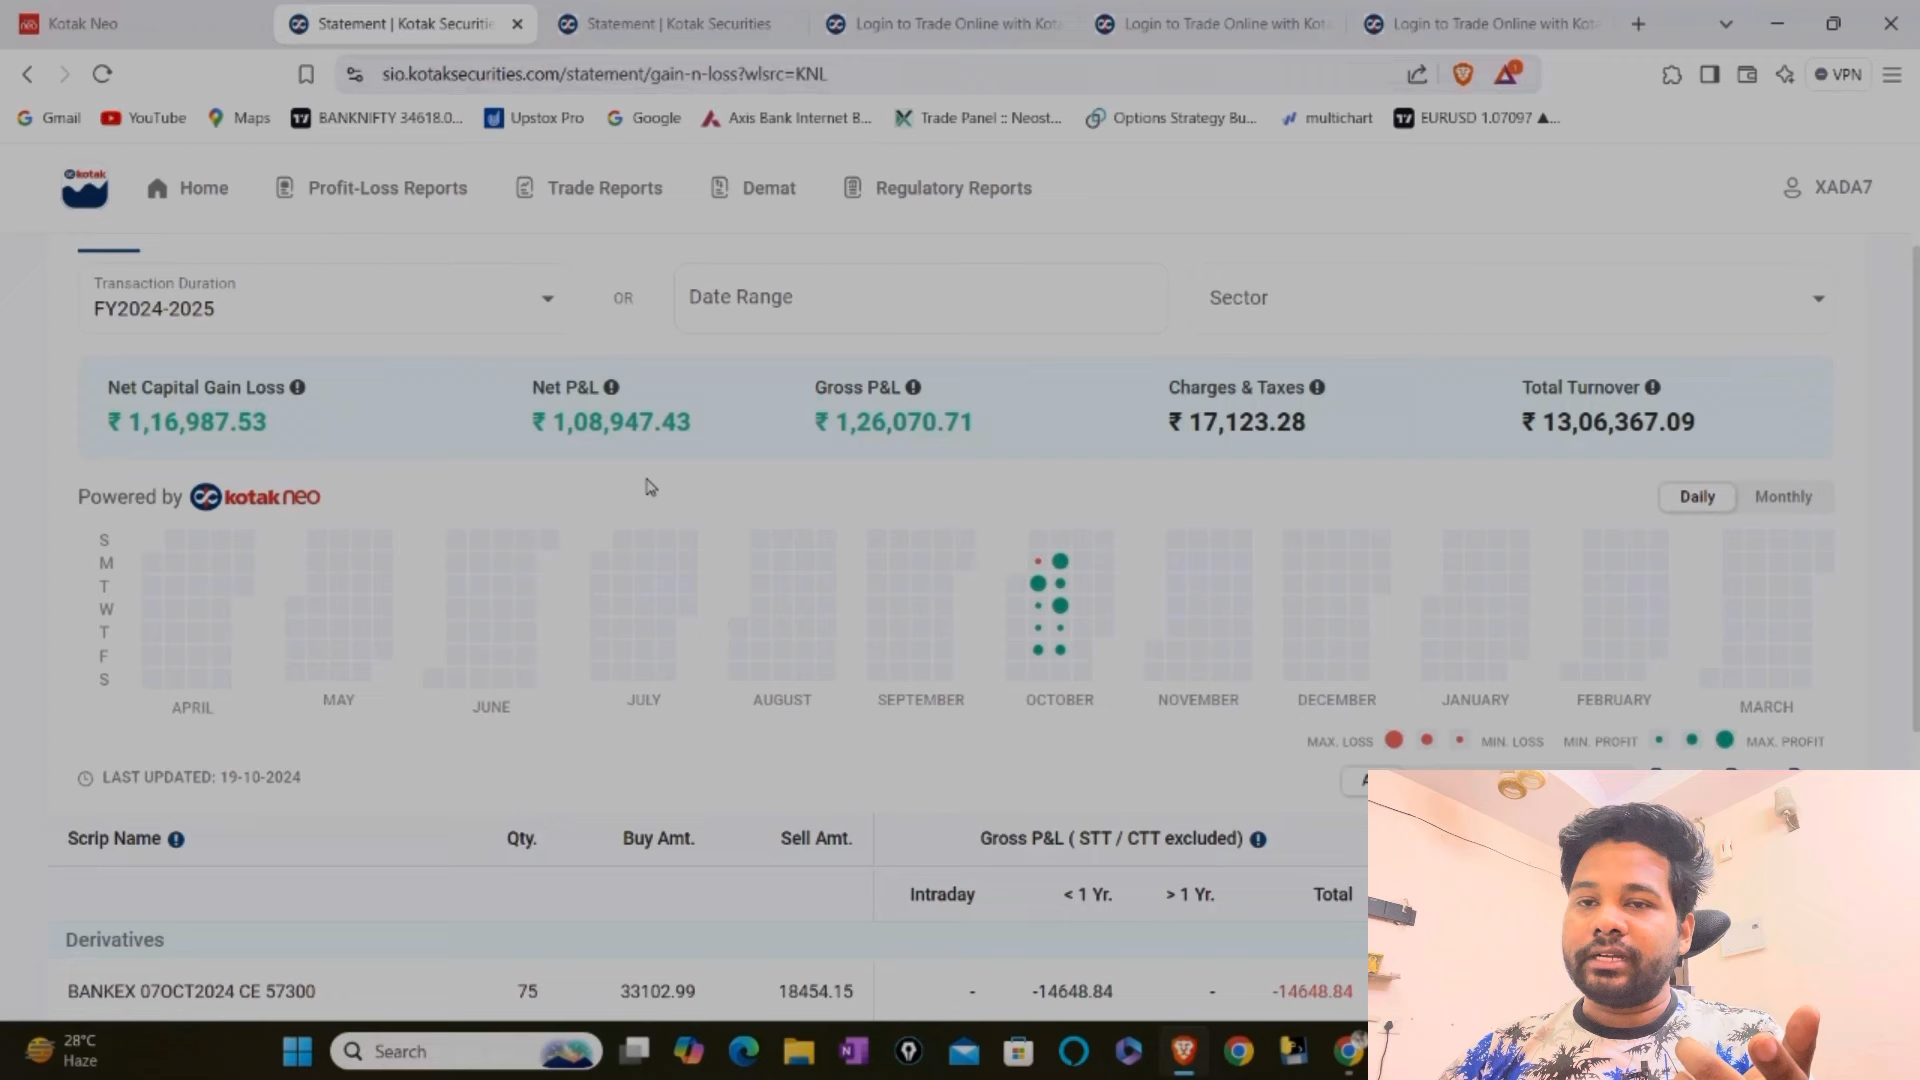 Kotak Neo
Statement | Kotak Securitie
Statement | Kotak Securities
Login to Trade Online with Kota
Login to Trade Online with Kot
Login to Trade Online with Kota
sio.kotaksecurities.com/statement/gain-n-loss?wlsrc=KNL
1
VPN
Gmail
YouTube
Maps
BANKNIFTY 34618.0...
Upstox Pro
Google
Axis Bank Internet B...
Trade Panel :: Neost...
Options Strategy Bu...
multichart
EURUSD 1.07097 ▲...
kotak
Home
Profit-Loss Reports
Trade Reports
Demat
Regulatory Reports
XADA7
Transaction Duration
FY2024-2025
OR
Date Range
Sector
Net Capital Gain Loss
Net P&L
Gross P&L
Charges & Taxes
Total Turnover
₹ 1,16,987.53
₹ 1,08,947.43
₹ 1,26,070.71
₹ 17,123.28
₹ 13,06,367.09
Powered by kotak neo
Daily
Monthly
S
M
T
W
T
F
S
APRIL
MAY
JUNE
JULY
AUGUST
SEPTEMBER
OCTOBER
NOVEMBER
DECEMBER
JANUARY
FEBRUARY
MARCH
MAX. LOSS
MIN. LOSS
MIN. PROFIT
MAX. PROFIT
LAST UPDATED: 19-10-2024
Scrip Name
Qty.
Buy Amt.
Sell Amt.
Gross P&L ( STT / CTT excluded)
Intraday
< 1 Yr.
> 1 Yr.
Total
Derivatives
BANKEX 07OCT2024 CE 57300
75
33102.99
18454.15
-
-14648.84
-
-14648.84
28°C
Haze
Search